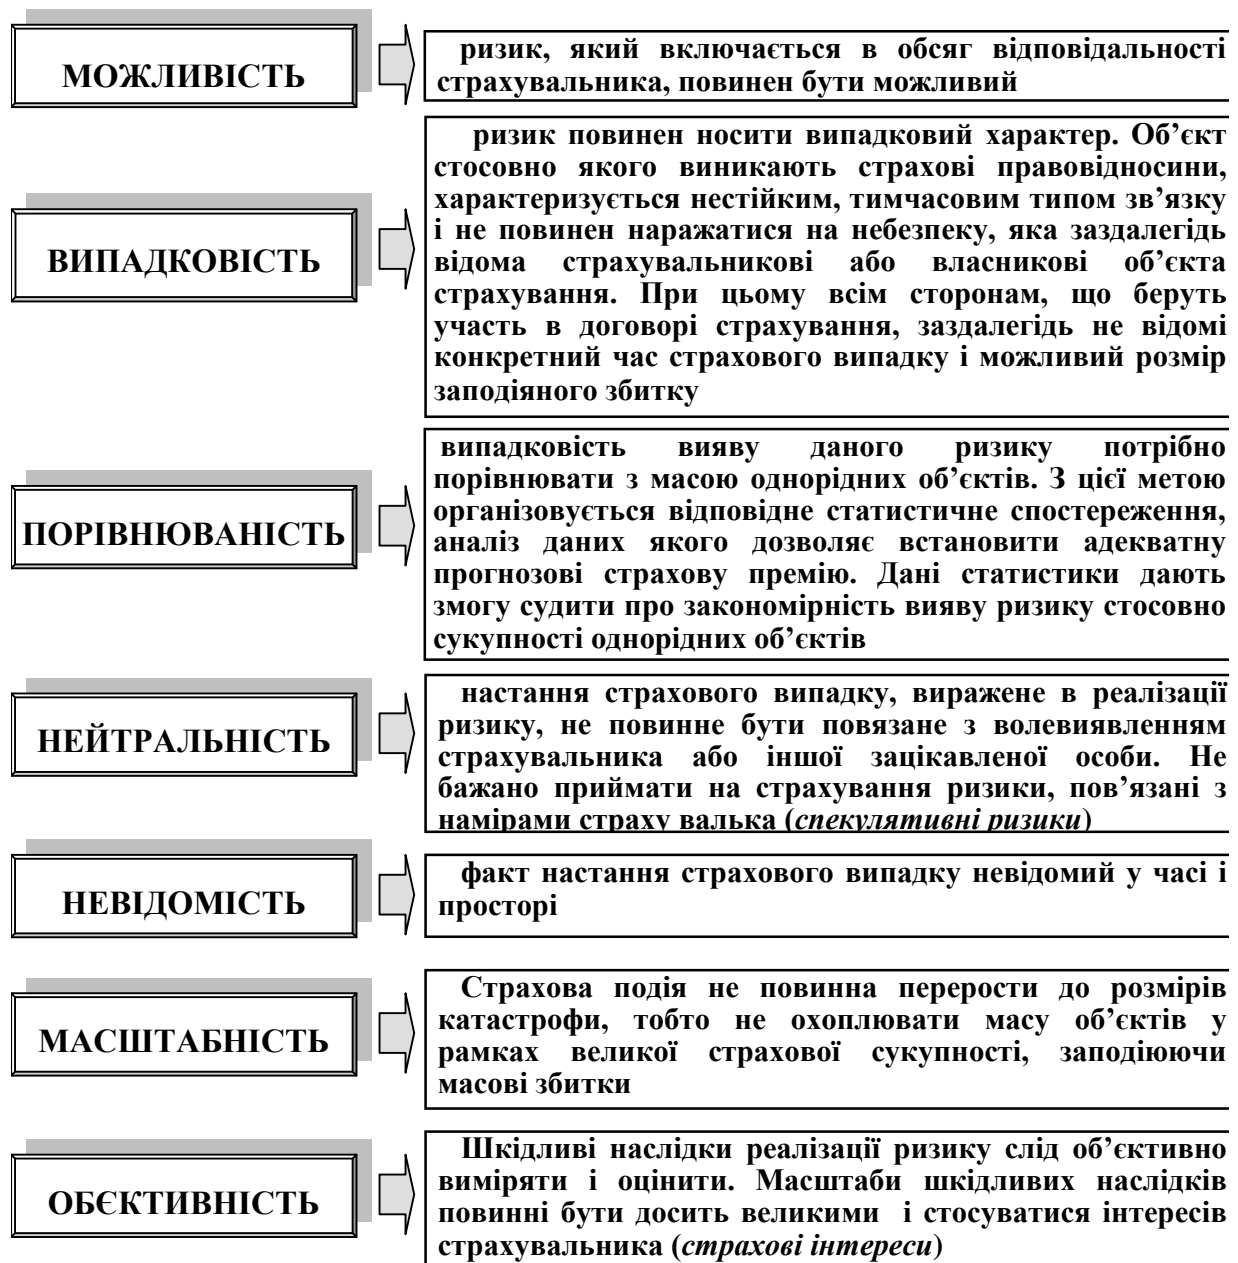 МОЖЛИВІСТЬ
ризик, який включається в обсяг відповідальності
страхувальника, повинен бути можливий
ВИПАДКОВІСТЬ
ризик повинен носити випадковий характер. Об’єкт
стосовно якого виникають страхові правовідносини,
характеризується нестійким, тимчасовим типом зв’язку
і не повинен наражатися на небезпеку, яка заздалегідь
відома страхувальникові або власникові об’єкта
страхування. При цьому всім сторонам, що беруть
участь в договорі страхування, заздалегідь не відомі
конкретний час страхового випадку і можливий розмір
заподіяного збитку
ПОРІВНЮВАНІСТЬ
випадковість вияву даного ризику потрібно
порівнювати з масою однорідних об’єктів. З цієї метою
організовується відповідне статистичне спостереження,
аналіз даних якого дозволяє встановити адекватну
прогнозові страхову премію. Дані статистики дають
змогу судити про закономірність вияву ризику стосовно
сукупності однорідних об’єктів
НЕЙТРАЛЬНІСТЬ
настання страхового випадку, виражене в реалізації
ризику, не повинне бути повязане з волевиявленням
страхувальника або іншої зацікавленої особи. Не
бажано приймати на страхування ризики, пов’язані з
намірами страху валька (спекулятивні ризики)
НЕВІДОМІСТЬ
факт настання страхового випадку невідомий у часі і
просторі
МАСШТАБНІСТЬ
Страхова подія не повинна перерости до розмірів
катастрофи, тобто не охоплювати масу об’єктів у
рамках великої страхової сукупності, заподіюючи
масові збитки
ОБЄКТИВНІСТЬ
Шкідливі наслідки реалізації ризику слід об’єктивно
виміряти і оцінити. Масштаби шкідливих наслідків
повинні бути досить великими і стосуватися інтересів
страхувальника (страхові інтереси)